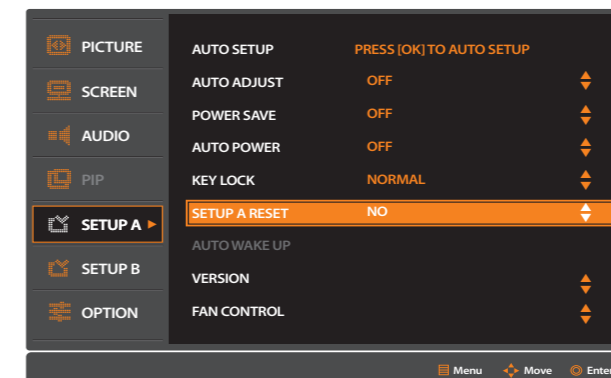 PICTURE
SCREEN
AUDIO
PIP
SETUP A
SETUP B
OPTION
AUTO SETUP PRESS [OK] TO AUTO SETUP
AUTO ADJUST OFF
POWER SAVE OFF
AUTO POWER OFF
KEY LOCK NORMAL
SETUP A RESET NO
AUTO WAKE UP
VERSION
FAN CONTROL
Menu Move Enter